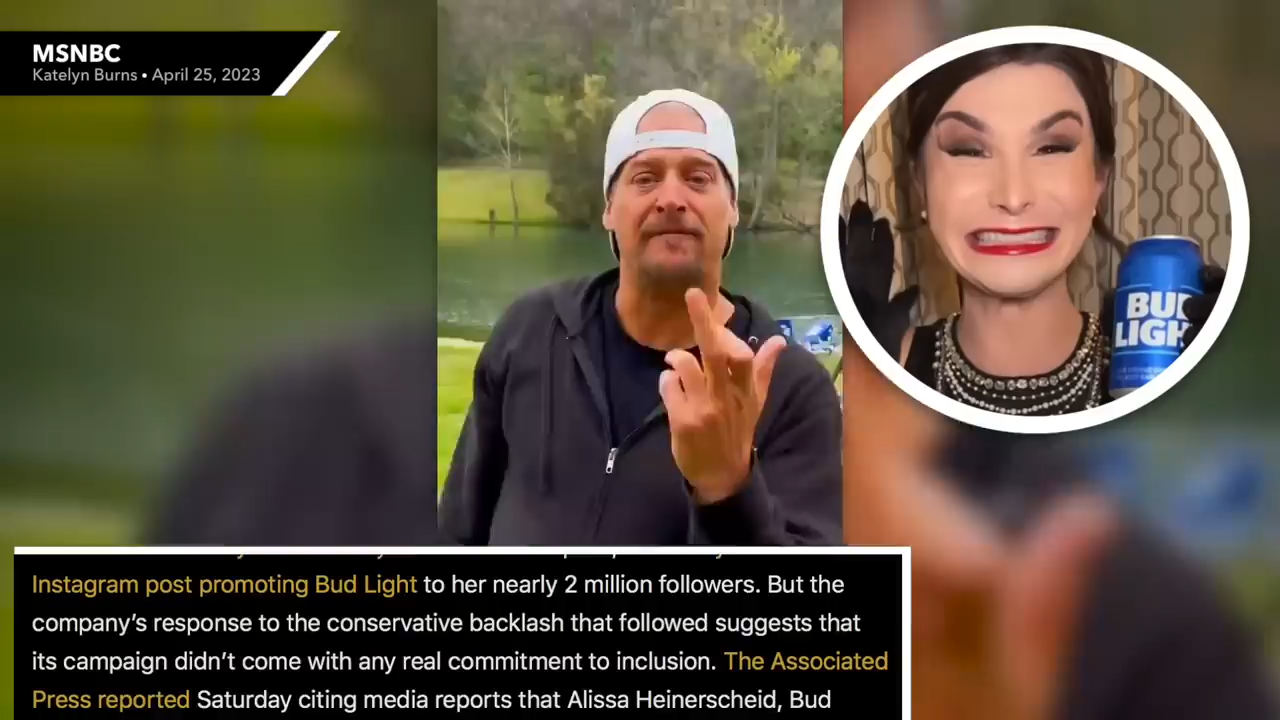 MSNBC
Katelyn Burns • April 25, 2023
BUD
LIGH
Instagram post promoting Bud Light to her nearly 2 million followers. But the
company's response to the conservative backlash that followed suggests that
its campaign didn't come with any real commitment to inclusion. The Associated
Press reported Saturday citing media reports that Alissa Heinerscheid, Bud